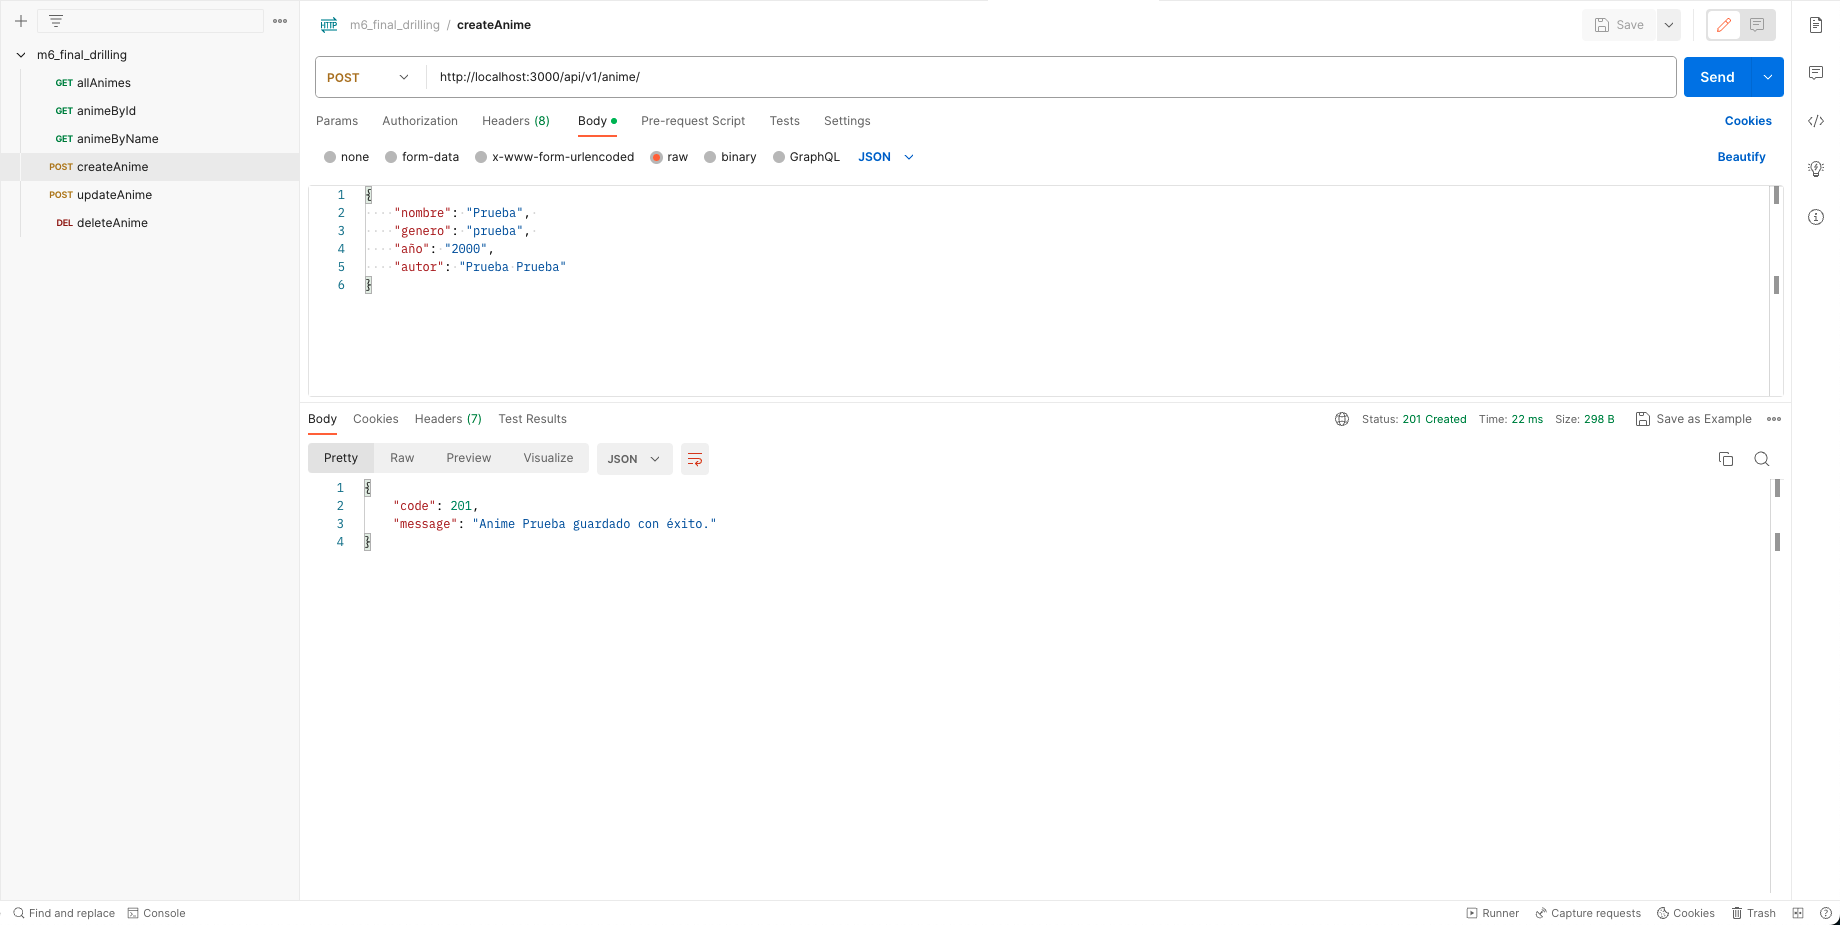 m6_final_drilling
GET allAnimes
GET animeById
GET animeByName
POST createAnime
POST updateAnime
DEL deleteAnime
HTTP m6_final_drilling / createAnime
Save
POST http://localhost:3000/api/v1/anime/ Send
Params Authorization Headers (8) Body Pre-request Script Tests Settings Cookies
none form-data x-www-form-urlencoded raw binary GraphQL JSON Beautify
1 {
2 "nombre": "Prueba",
3 "genero": "prueba",
4 "año": "2000",
5 "autor": "Prueba Prueba"
6 }
Body Cookies Headers (7) Test Results Status: 201 Created Time: 22 ms Size: 298 B Save as Example
Pretty Raw Preview Visualize JSON
1 {
2 "code": 201,
3 "message": "Anime Prueba guardado con éxito."
4 }
Find and replace Console Runner Capture requests Cookies Trash